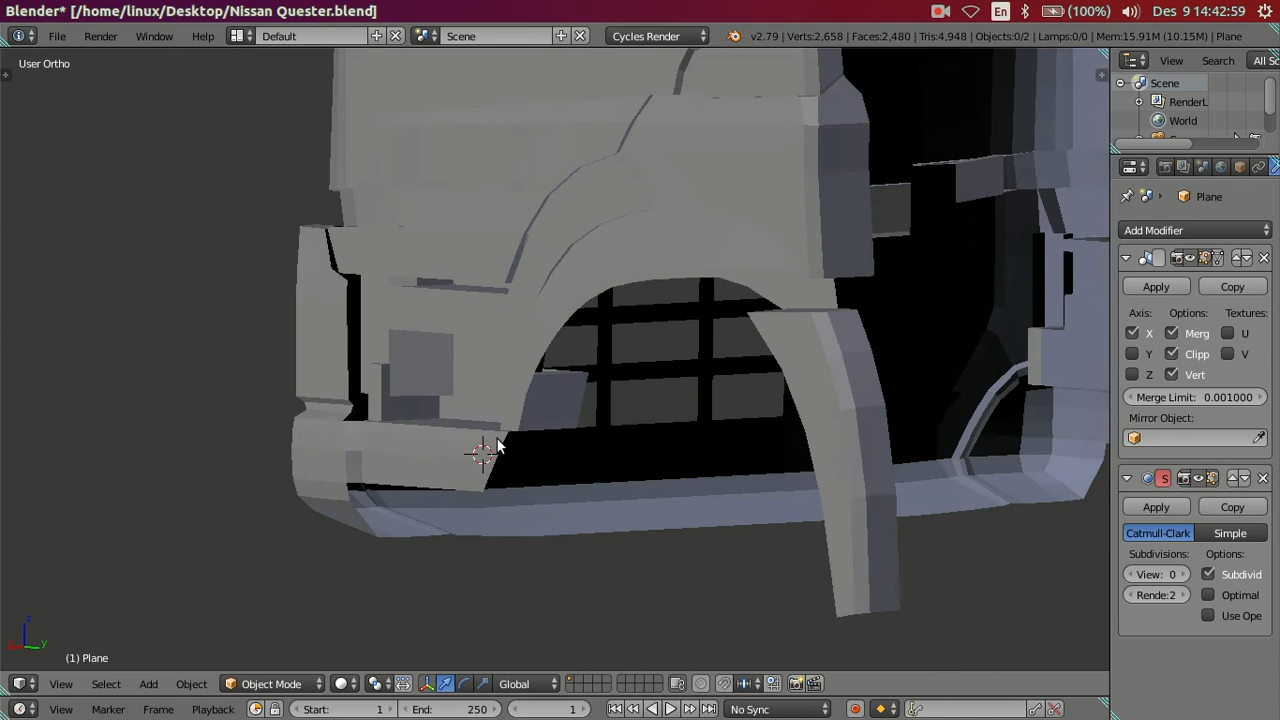 Blender* [/home/linux/Desktop/Nissan Quester.blend]
En
(100%)
Des 9 14:42:59
File
Render
Window
Help
Default
Scene
Cycles Render
v2.79 | Verts:2,658 | Faces:2,480 | Tris:4,948 | Objects:0/2 | Lamps:0/0 | Mem:15.91M (10.15M) | Plane
User Ortho
View
Search
All Sc
Scene
RenderL
World
Plane
Add Modifier
Apply
Copy
Axis:
Options:
Textures:
X
Merg
U
Y
Clipp
V
Z
Vert
Merge Limit: 0.001000
Mirror Object:
S
Apply
Copy
Catmull-Clark
Simple
Subdivisions:
Options:
View: 0
Subdivid
Rende:2
Optimal
Use Ope
z
y
(1) Plane
View
Select
Add
Object
Object Mode
Global
View
Marker
Frame
Playback
Start:
1
End:
250
1
No Sync